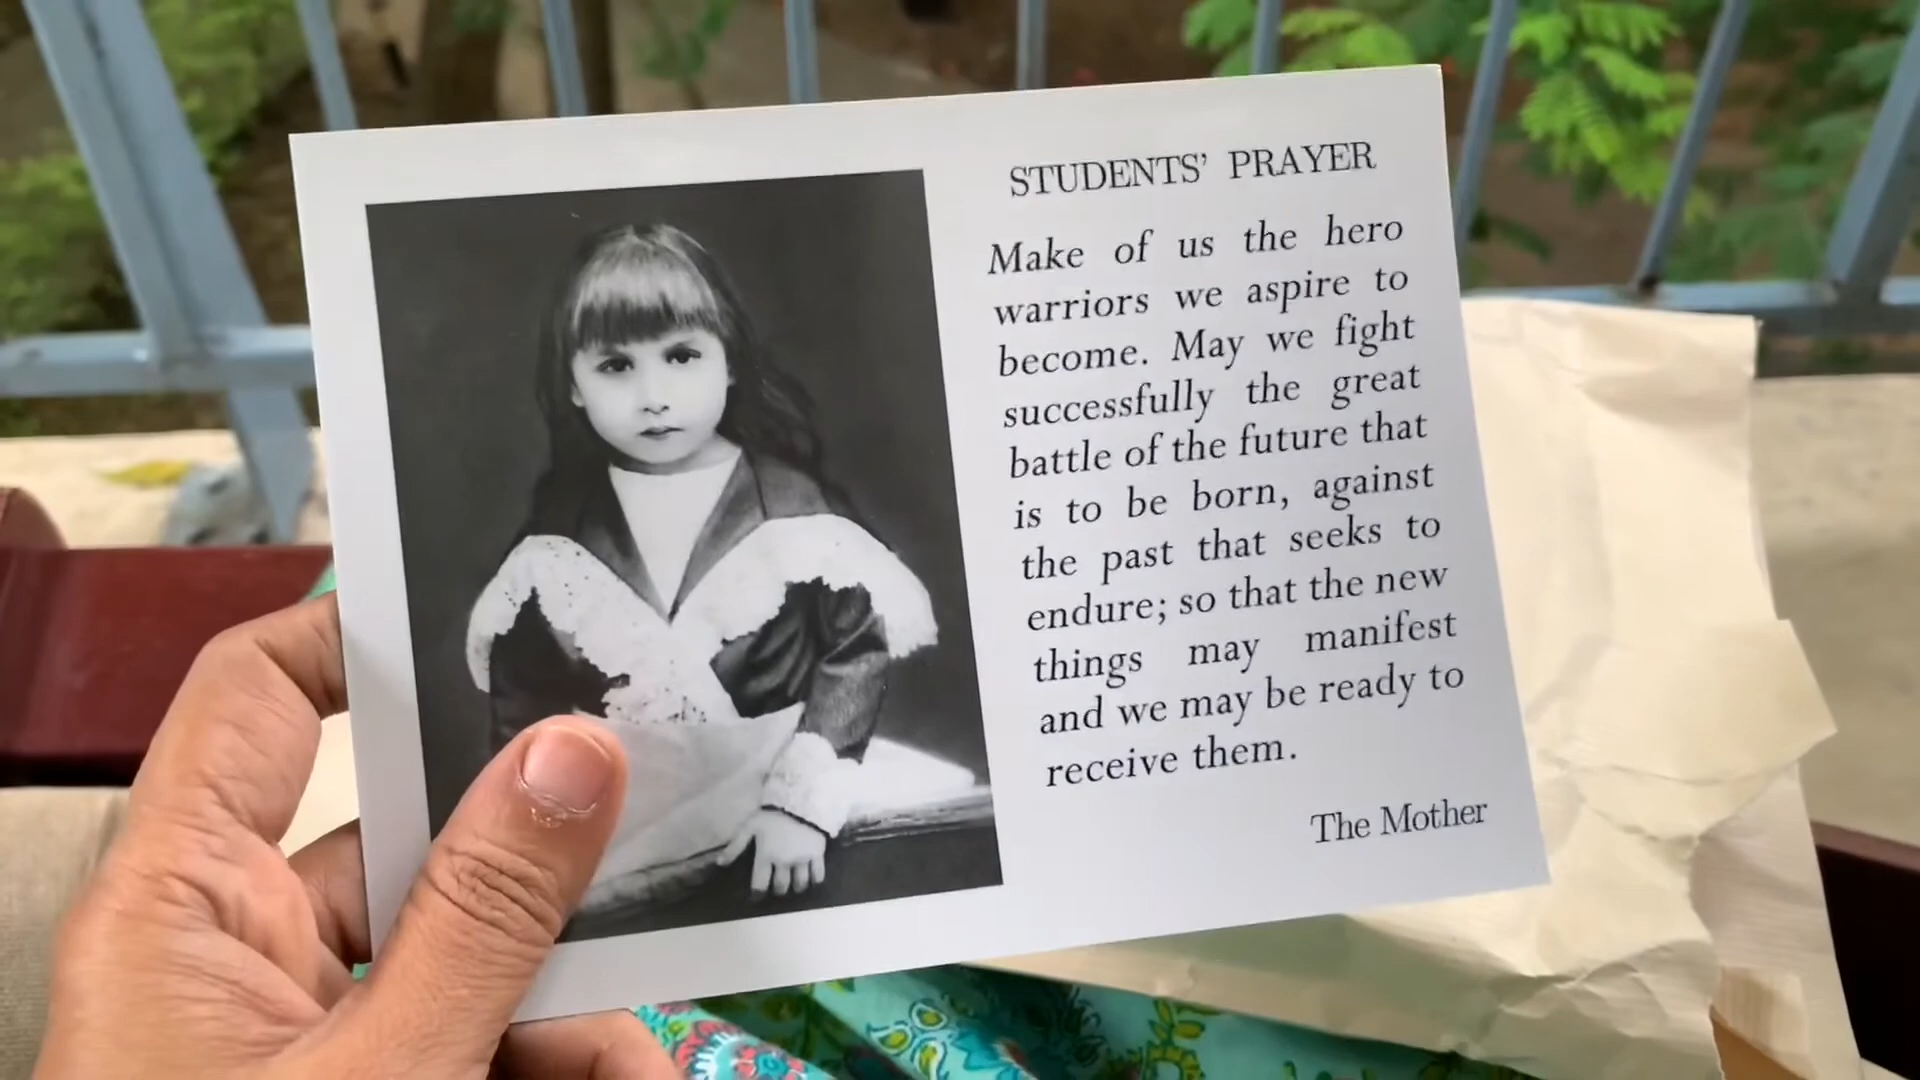 STUDENTS' PRAYER
Make of us the hero
warriors we aspire to
become. May we fight
successfully the great
battle of the future that
is to be born, against
the past that seeks to
endure; so that the new
things may manifest
and we may be ready to
receive them.
The Mother